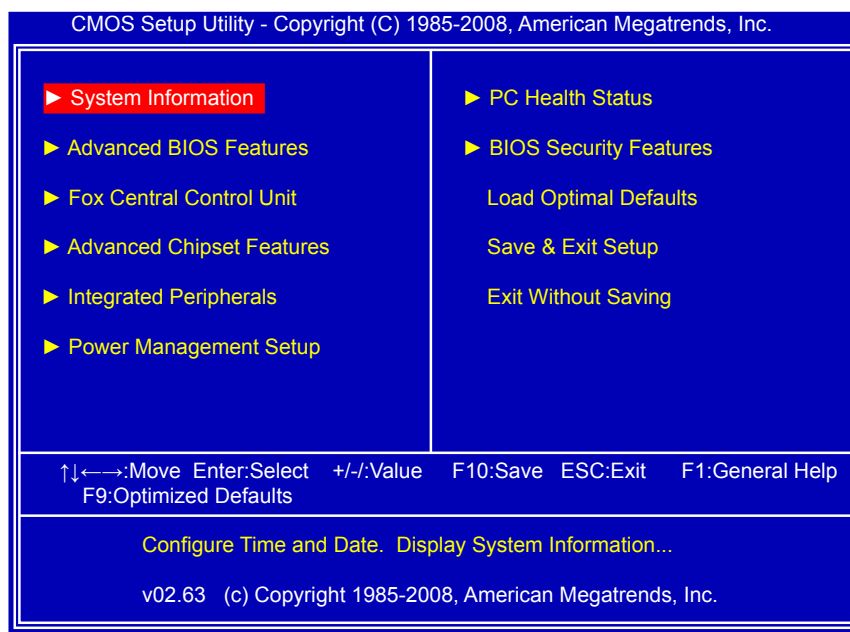 CMOS Setup Utility - Copyright (C) 1985-2008, American Megatrends, Inc.
► System Information
► Advanced BIOS Features
► Fox Central Control Unit
► Advanced Chipset Features
► Integrated Peripherals
► Power Management Setup
► PC Health Status
► BIOS Security Features
Load Optimal Defaults
Save & Exit Setup
Exit Without Saving
↑↓←→:Move Enter:Select +/-/:Value F10:Save ESC:Exit F1:General Help
F9:Optimized Defaults
Configure Time and Date. Display System Information...
v02.63 (c) Copyright 1985-2008, American Megatrends, Inc.